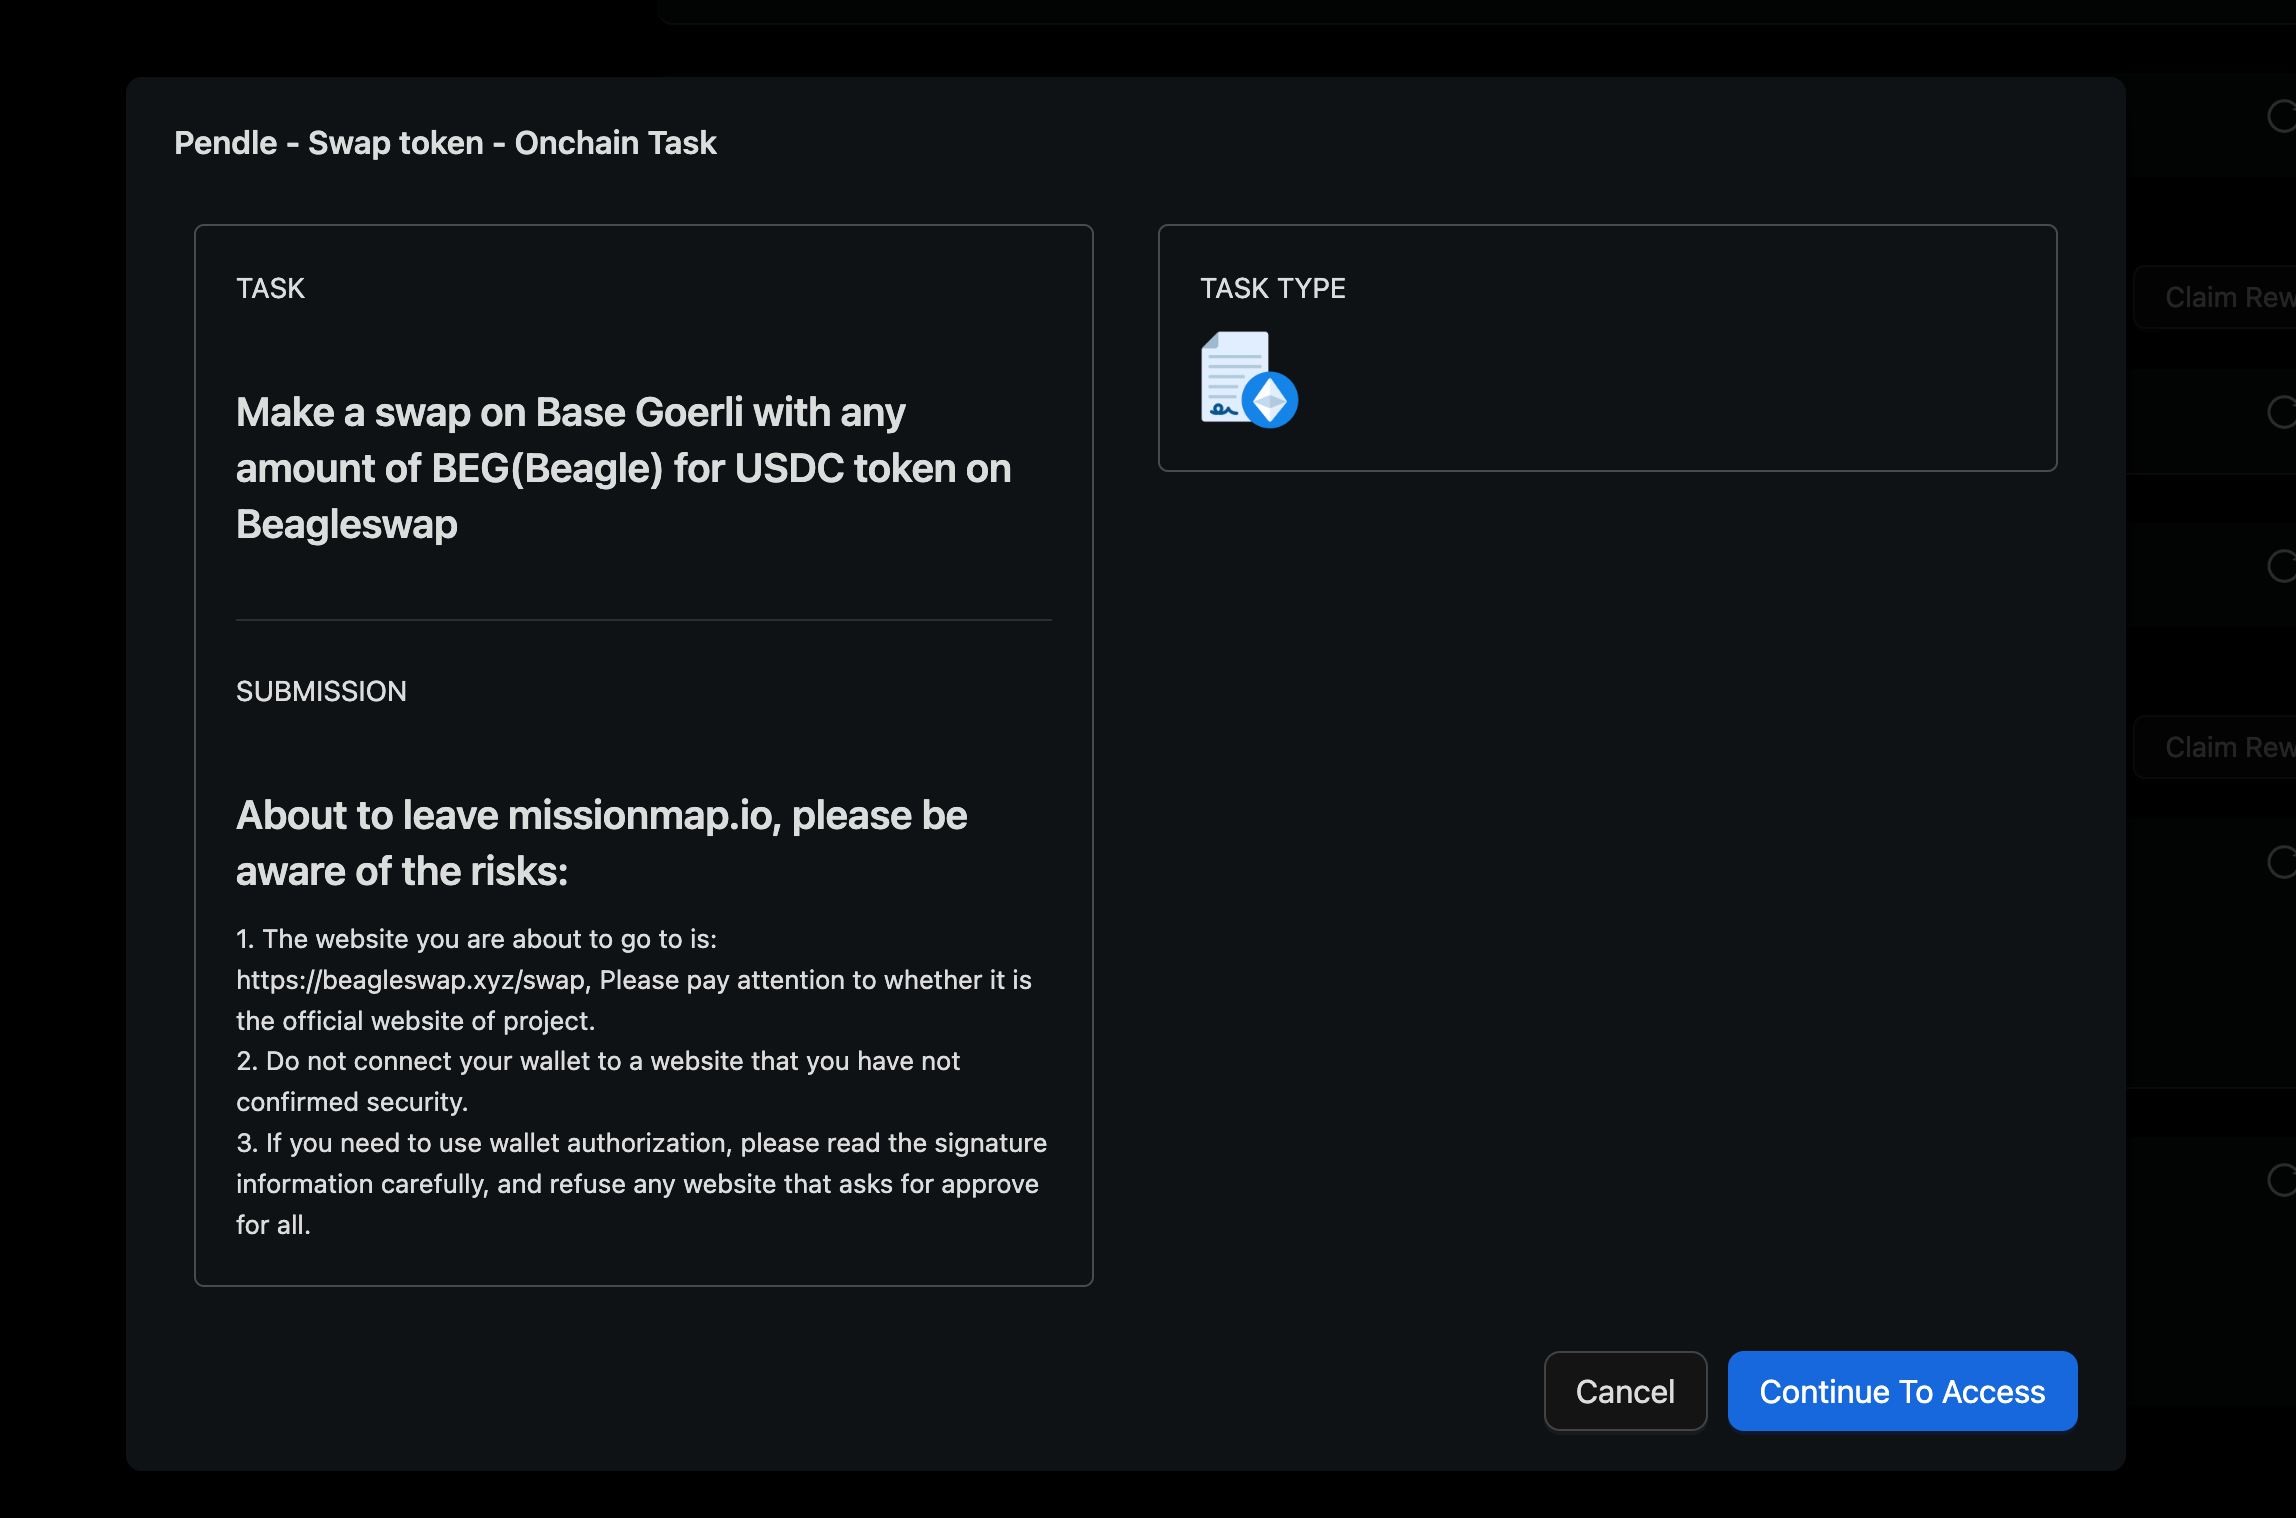 Pendle - Swap token - Onchain Task
TASK
Make a swap on Base Goerli with any
amount of BEG(Beagle) for USDC token on
Beagleswap
SUBMISSION
About to leave missionmap.io, please be
aware of the risks:
1. The website you are about to go to is:
https://beagleswap.xyz/swap, Please pay attention to whether it is
the official website of project.
2. Do not connect your wallet to a website that you have not
confirmed security.
3. If you need to use wallet authorization, please read the signature
information carefully, and refuse any website that asks for approve
for all.
TASK TYPE
Cancel
Continue To Access
Claim Rew
Claim Rew